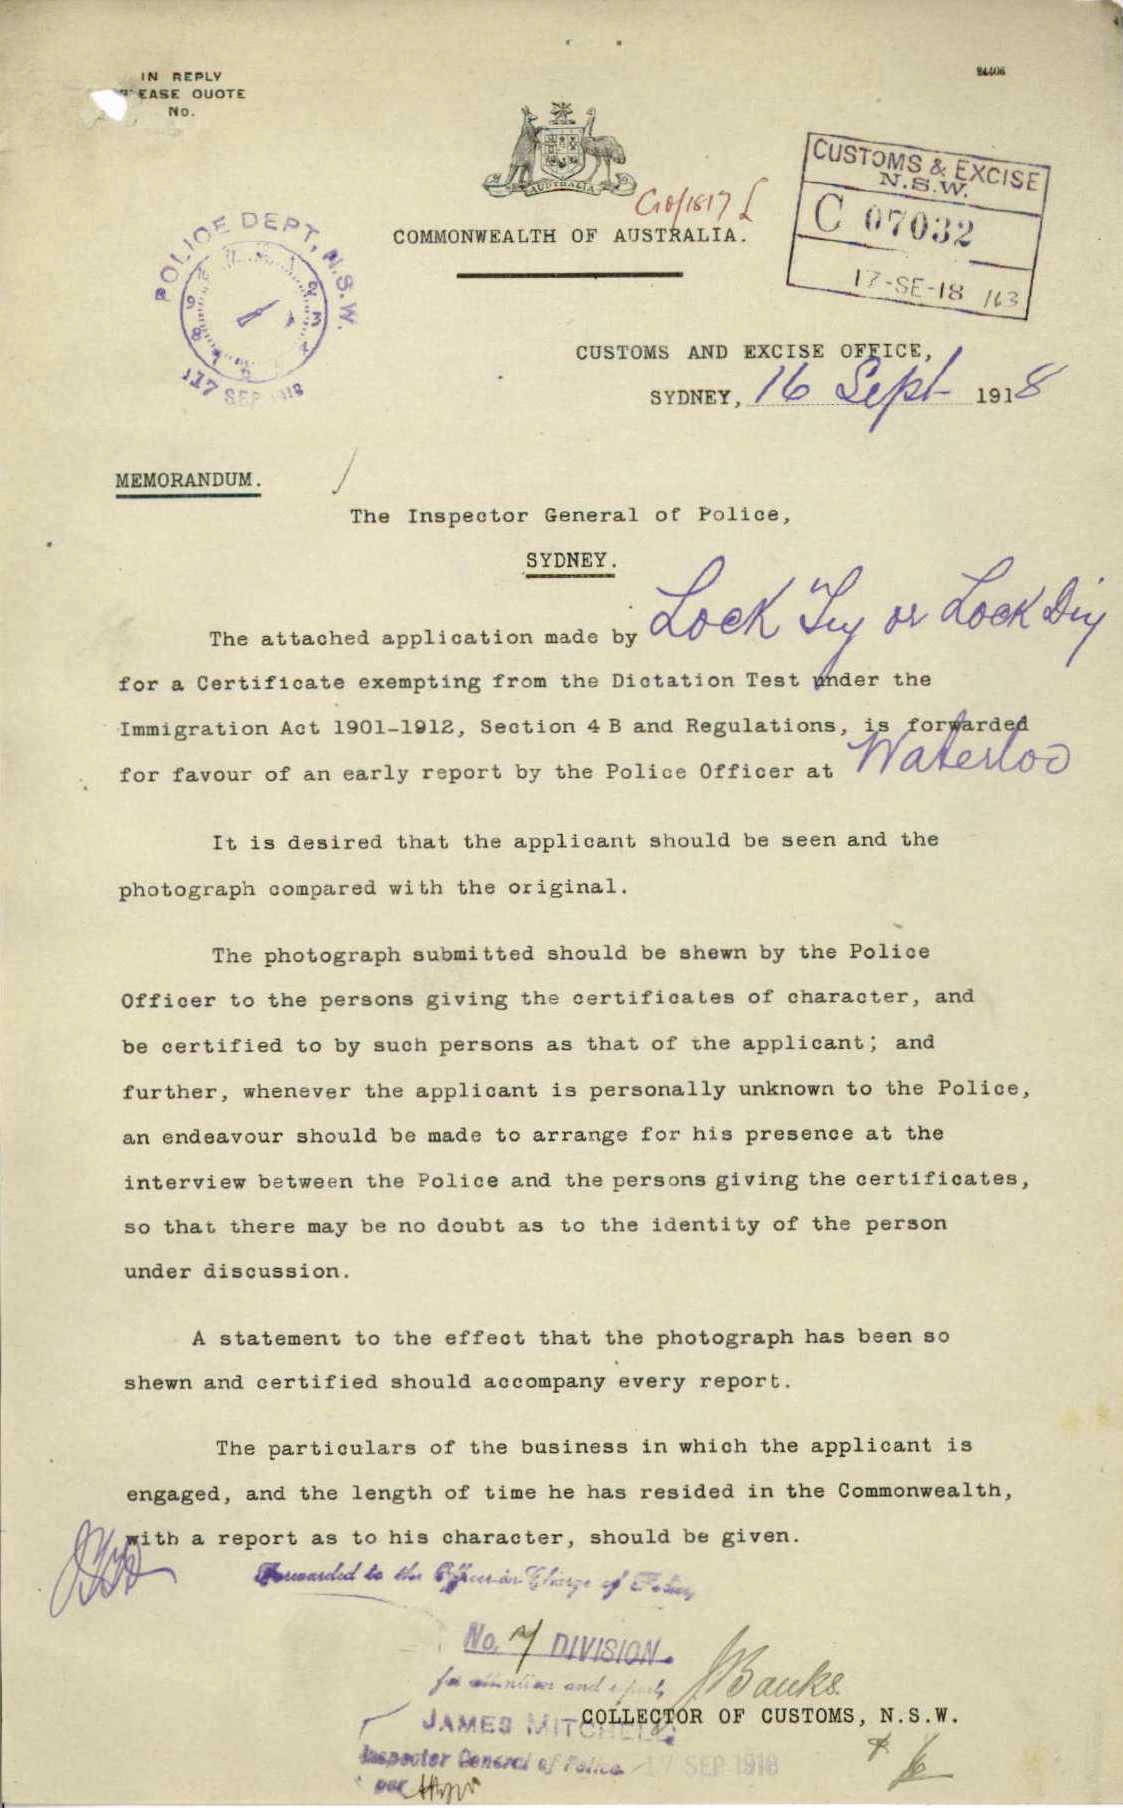 IN REPLY
EASE QUOTE
No.
24406
AUSTRALIA
COMMONWEALTH OF AUSTRALIA.
CUSTOMS & EXCISE
N.S.W.
C 07032
17-SE-18 163
POLICE DEPT, N.S.W.
17 SEP 1918
CUSTOMS AND EXCISE OFFICE,
SYDNEY, 16 Sept 1918
MEMORANDUM.
The Inspector General of Police,
SYDNEY.
The attached application made by Lock
for a Certificate exempting from the Dictation Test under the
Immigration Act 1901-1912, Section 4 B and Regulations, is forwarded
for favour of an early report by the Police Officer at Waterloo
It is desired that the applicant should be seen and the
photograph compared with the original.
The photograph submitted should be shewn by the Police
Officer to the persons giving the certificates of character, and
be certified to by such persons as that of the applicant; and
further, whenever the applicant is personally unknown to the Police,
an endeavour should be made to arrange for his presence at the
interview between the Police and the persons giving the certificates,
so that there may be no doubt as to the identity of the person
under discussion.
A statement to the effect that the photograph has been so
shewn and certified should accompany every report.
The particulars of the business in which the applicant is
engaged, and the length of time he has resided in the Commonwealth,
with a report as to his character, should be given.
Forwarded to the Officer in Charge of Police
No. 7 DIVISION.
for attention and report
JBanks
COLLECTOR OF CUSTOMS, N.S.W.
JAMES MITCHELL
Inspector General of Police 17 SEP 1918
per